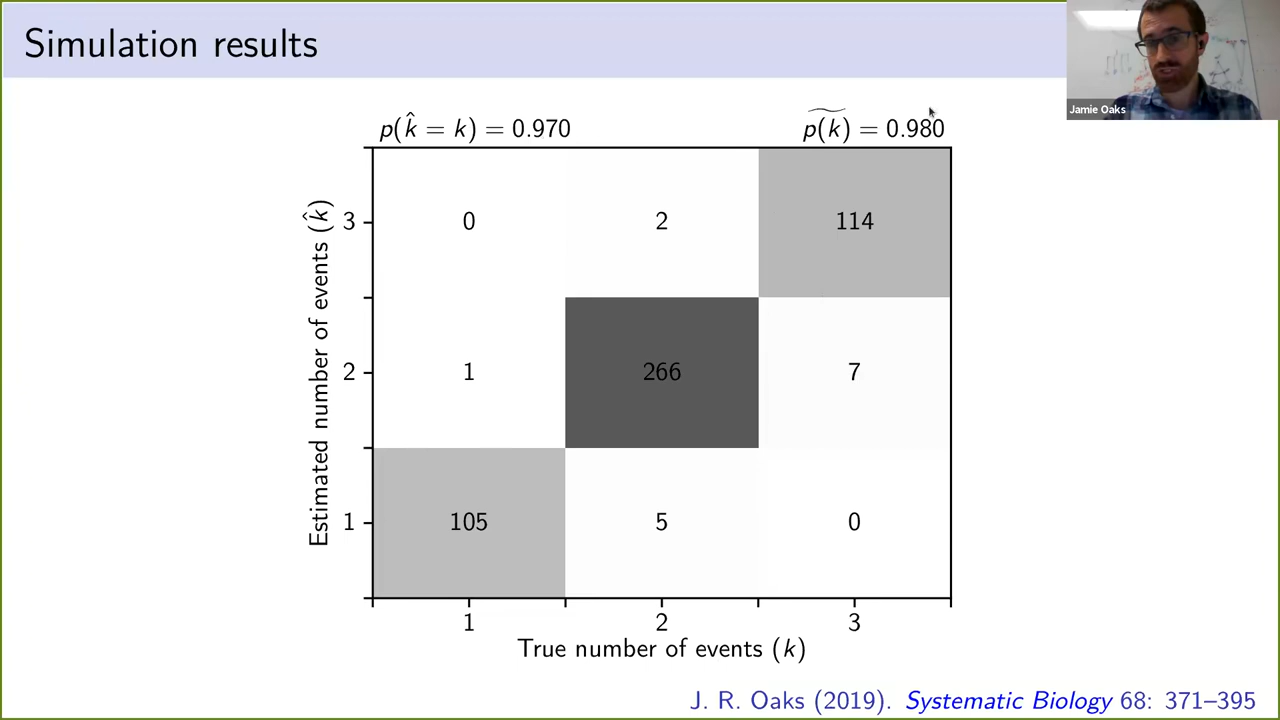 Simulation results
Jamie Oaks
p(k̂ = k) = 0.970
p͠(k) = 0.980
Estimated number of events (k̂)
3
0
2
114
2
1
266
7
1
105
5
0
1
2
3
True number of events (k)
J. R. Oaks (2019). Systematic Biology 68: 371–395